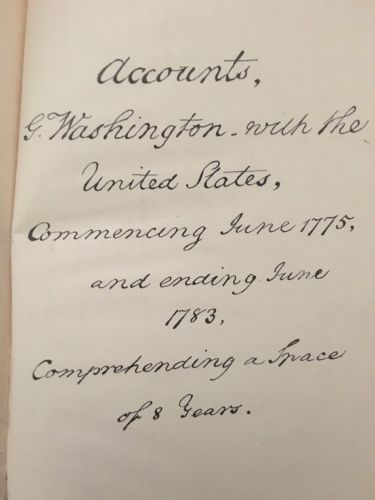 Accounts,
G. Washington - with the
United States,
Commencing June 1775,
and ending June
1783,
Comprehending a Space
of 8 Years.